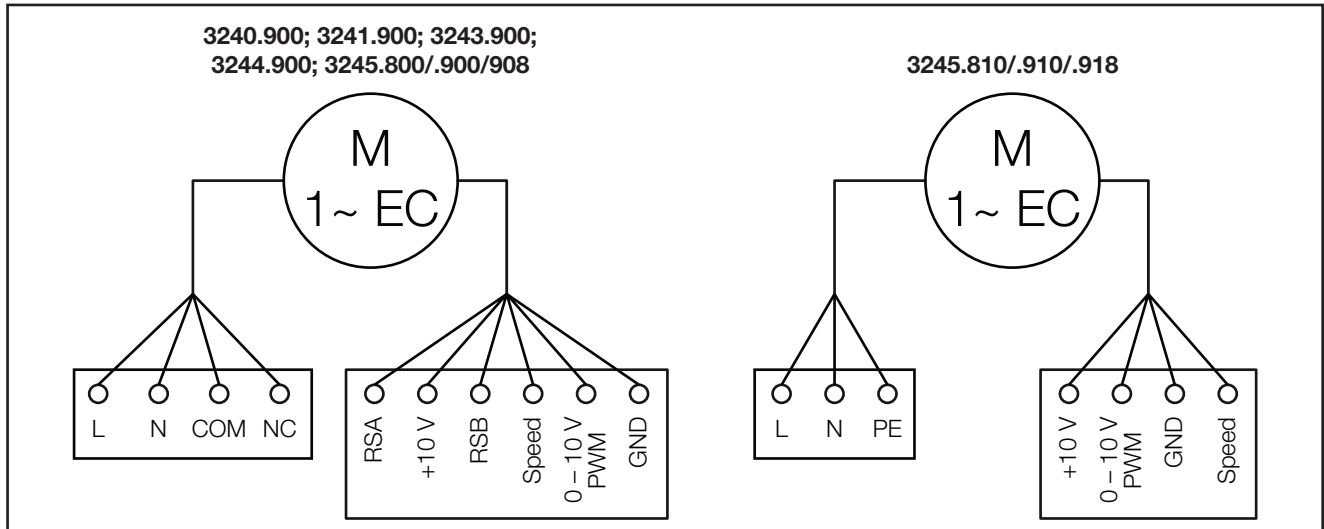 3240.900; 3241.900; 3243.900;
3244.900; 3245.800/.900/908
M
1~ EC
L N COM NC
RSA
+10 V
RSB
Speed
0 – 10 V
PWM
GND
3245.810/.910/.918
M
1~ EC
L N PE
+10 V
0 – 10 V
PWM
GND
Speed